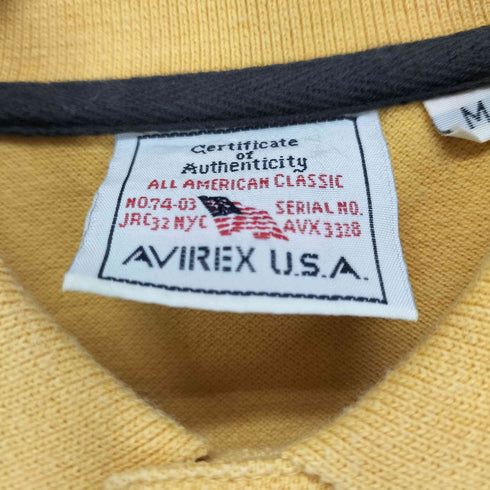 Certificate
of
Authenticity
ALL AMERICAN CLASSIC
NO.74-03 SERIAL NO.
JRC32 NYC AVX3328
AVIREX U.S.A.
M